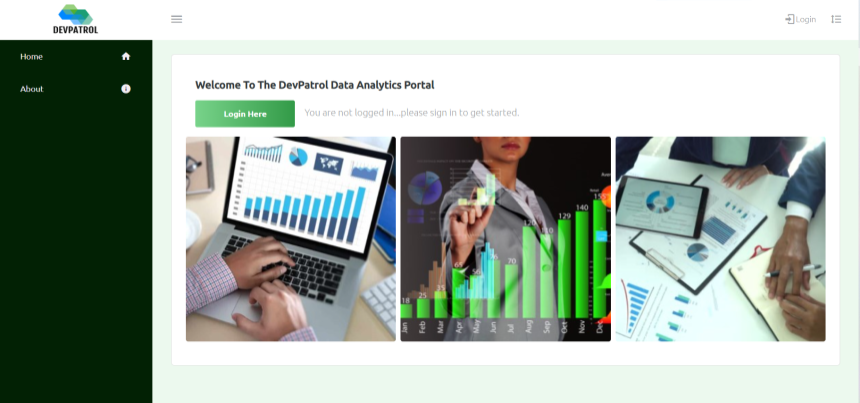 DEVPATROL
Login
Home
About
Welcome To The DevPatrol Data Analytics Portal
Login Here
You are not logged in...please sign in to get started.
140
129
120
110
70
25
18
Jan
Feb
Mar
Apr
May
Jun
Jul
Aug
Sep
Oct
Nov
Dec